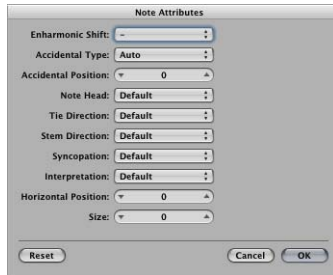 Note Attributes
Enharmonic Shift: –
Accidental Type: Auto
Accidental Position: 0
Note Head: Default
Tie Direction: Default
Stem Direction: Default
Syncopation: Default
Interpretation: Default
Horizontal Position: 0
Size: 0
Reset Cancel OK